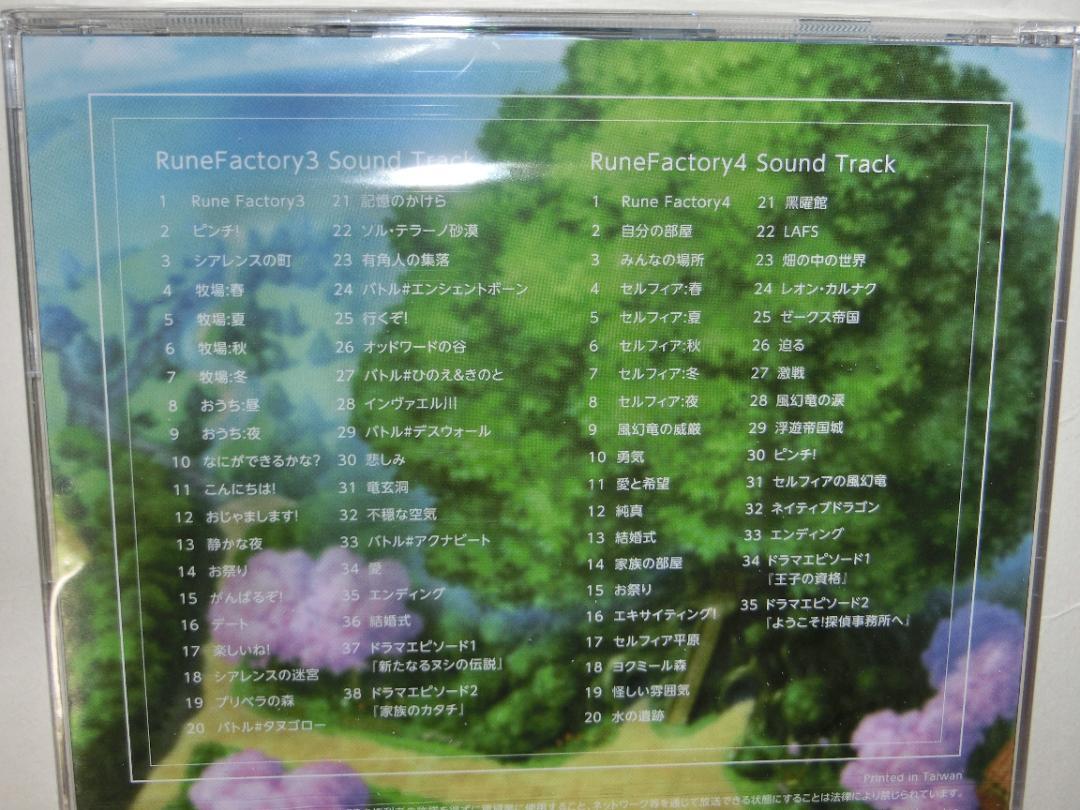 RuneFactory3 Sound Track
1 Rune Factory3
2 ピンチ!
3 シアレンスの町
4 牧場:春
5 牧場:夏
6 牧場:秋
7 牧場:冬
8 おうち:昼
9 おうち:夜
10 なにができるかな?
11 こんにちは!
12 おじゃまします!
13 静かな夜
14 お祭り
15 がんばるぞ!
16 デート
17 楽しいね!
18 シアレンスの迷宮
19 プリベラの森
20 バトル#タヌゴロー
21 記憶のかけら
22 ソル・テラーノ砂漠
23 有角人の集落
24 バトル#エンシェントボーン
25 行くぞ!
26 オッドワードの谷
27 バトル#ひのえ&きのと
28 インヴァエル川
29 バトル#デスウォール
30 悲しみ
31 竜玄洞
32 不穏な空気
33 バトル#アクナビート
34 愛
35 エンディング
36 結婚式
37 ドラマエピソード1
『新たなるヌシの伝説』
38 ドラマエピソード2
『家族のカタチ』
RuneFactory4 Sound Track
1 Rune Factory4
2 自分の部屋
3 みんなの場所
4 セルフィア:春
5 セルフィア:夏
6 セルフィア:秋
7 セルフィア:冬
8 セルフィア:夜
9 風幻竜の威厳
10 勇気
11 愛と希望
12 純真
13 結婚式
14 家族の部屋
15 お祭り
16 エキサイティング!
17 セルフィア平原
18 ヨクミール森
19 怪しい雰囲気
20 水の遺跡
21 黒曜館
22 LAFS
23 畑の中の世界
24 レオン・カルナク
25 ゼークス帝国
26 迫る
27 激戦
28 風幻竜の涙
29 浮遊帝国城
30 ピンチ!
31 セルフィアの風幻竜
32 ネイティブドラゴン
33 エンディング
34 ドラマエピソード1
『王子の資格』
35 ドラマエピソード2
『ようこそ!探偵事務所へ』
Printed in Taiwan
使用すること、ネットワーク等を通じて放送できる状態にすることは法律により禁じられています。